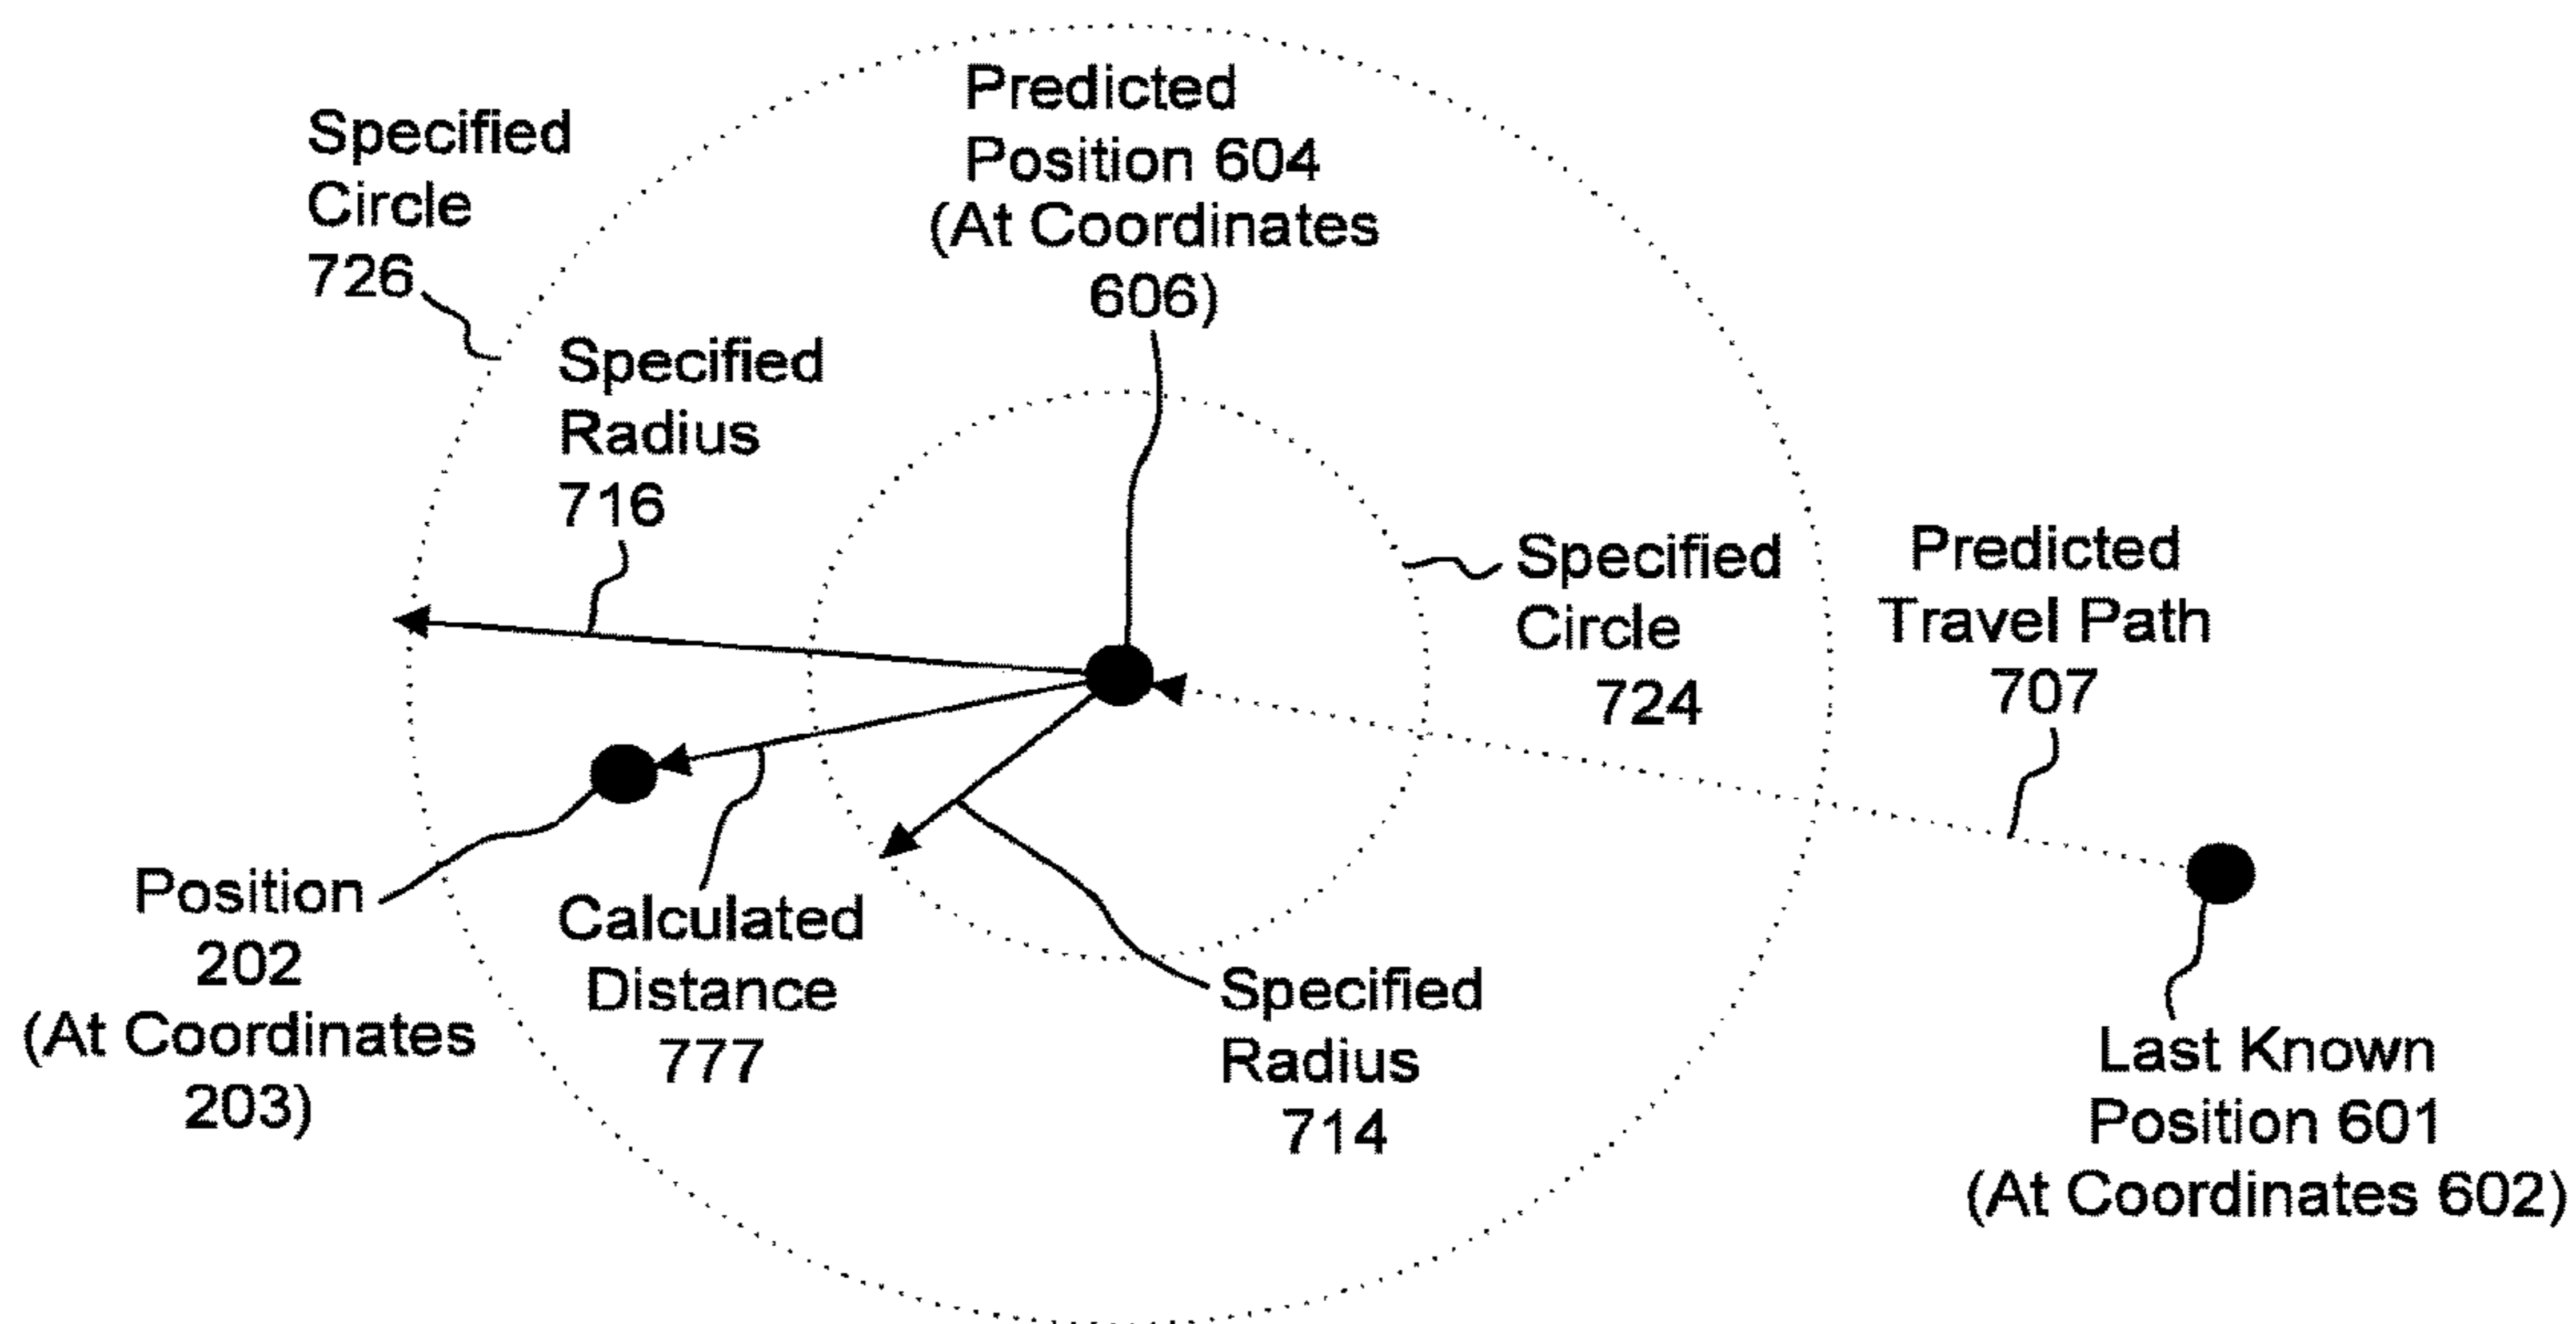 Specified
Circle
726
Predicted
Position 604
(At Coordinates
606)
Specified
Radius
716
Specified
Circle
724
Predicted
Travel Path
707
Position
202
(At Coordinates
203)
Calculated
Distance
777
Specified
Radius
714
Last Known
Position 601
(At Coordinates 602)